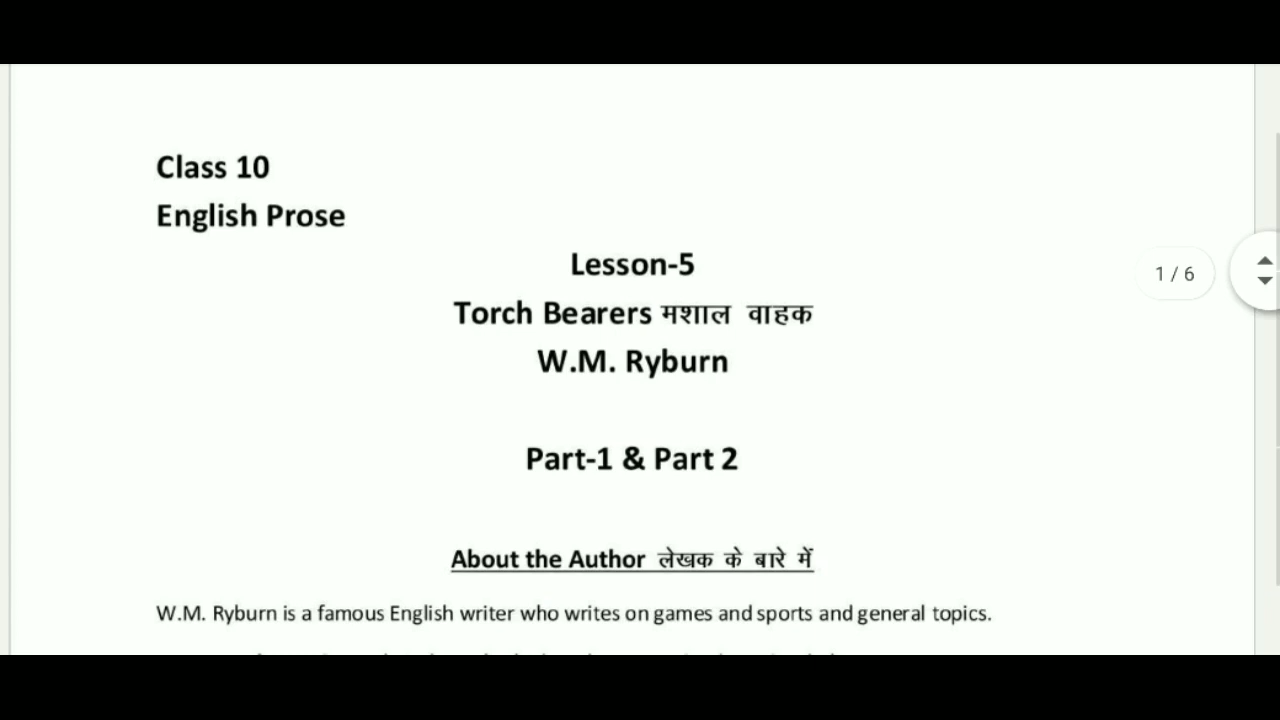 Class 10
English Prose
Lesson-5
Torch Bearers मशाल वाहक
W.M. Ryburn
1 / 6
Part-1 & Part 2
About the Author लेखक के बारे में
W.M. Ryburn is a famous English writer who writes on games and sports and general topics.